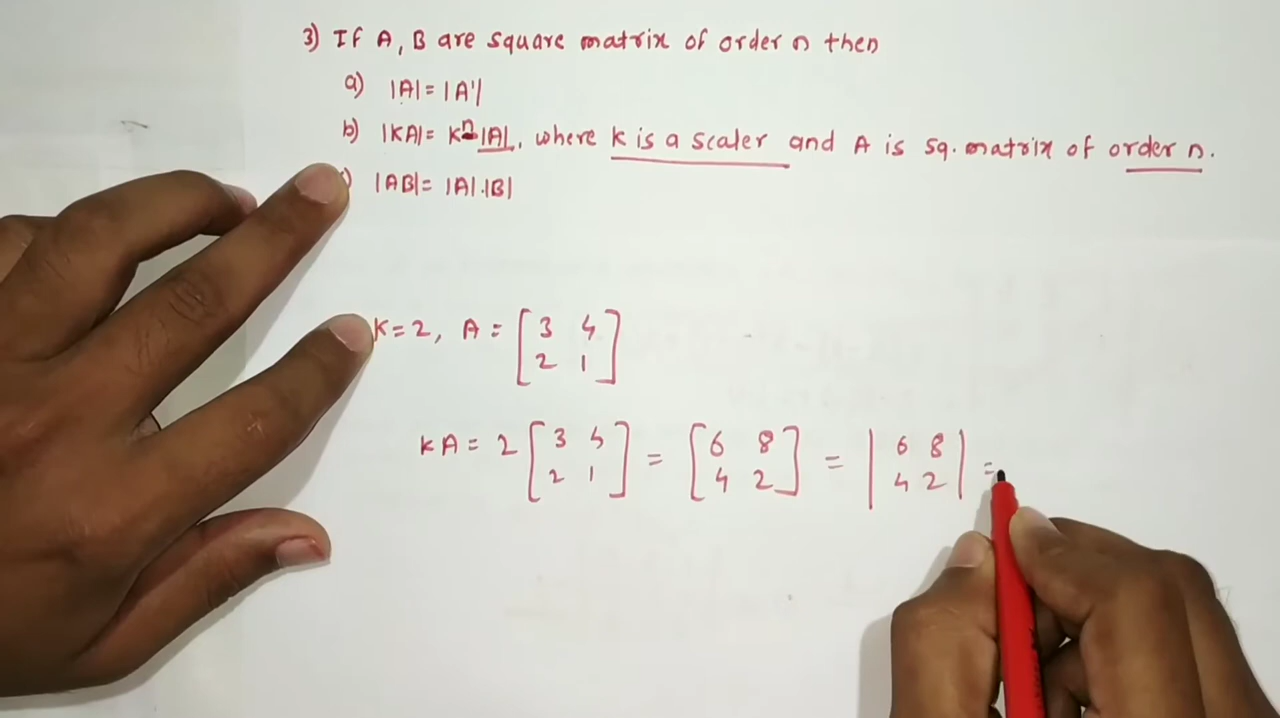 3) If A, B are square matrix of order n then
a) |A| = |A'|
b) |KA| = Kⁿ |A|, where k is a scaler and A is sq. matrix of order n.
) |AB| = |A|.|B|
K=2, A = [3 4
2 1]
KA = 2 [3 4 = [6 8 = |6 8| =
2 1] 4 2] |4 2|